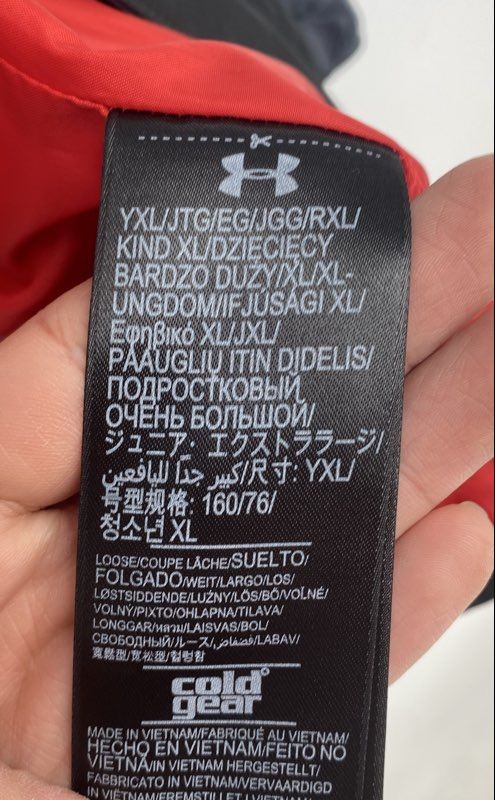 YXL/JTG/EG/JGG/RXL/
KIND XL/DZIECIĘCY
BARDZO DUŻY/XL/XL-
UNGDOM/IFJÚSÁGI XL/
Εφηβικό XL/JXL/
PAAUGLIŲ ITIN DIDELIS/
ПОДРОСТКОВЫЙ
ОЧЕНЬ БОЛЬШОЙ/
ジュニア: エクストララージ/
كبير جداً لليافعين/尺寸: YXL/
号型规格: 160/76/
청소년 XL
LOOSE/COUPE LÂCHE/SUELTO/
FOLGADO/WEIT/LARGO/LOS/
LØSTSIDDENDE/LUŹNY/LÖS/BŐ/VOLNÉ/
VOLNÝ/PIXTO/OHLAPNA/TILAVA/
LONGGAR/หลวม/LAISVAS/BOL/
СВОБОДНЫЙ/ルース/فضفاض/LABAV/
寬鬆型/宽松型/헐렁함
cold
gear
MADE IN VIETNAM/FABRIQUÉ AU VIETNAM/
HECHO EN VIETNAM/FEITO NO
VIETNÃ/IN VIETNAM HERGESTELLT/
FABBRICATO IN VIETNAM/VERVAARDIGD
IN VIETNAM/FREMSTILLET I VIETNAM/